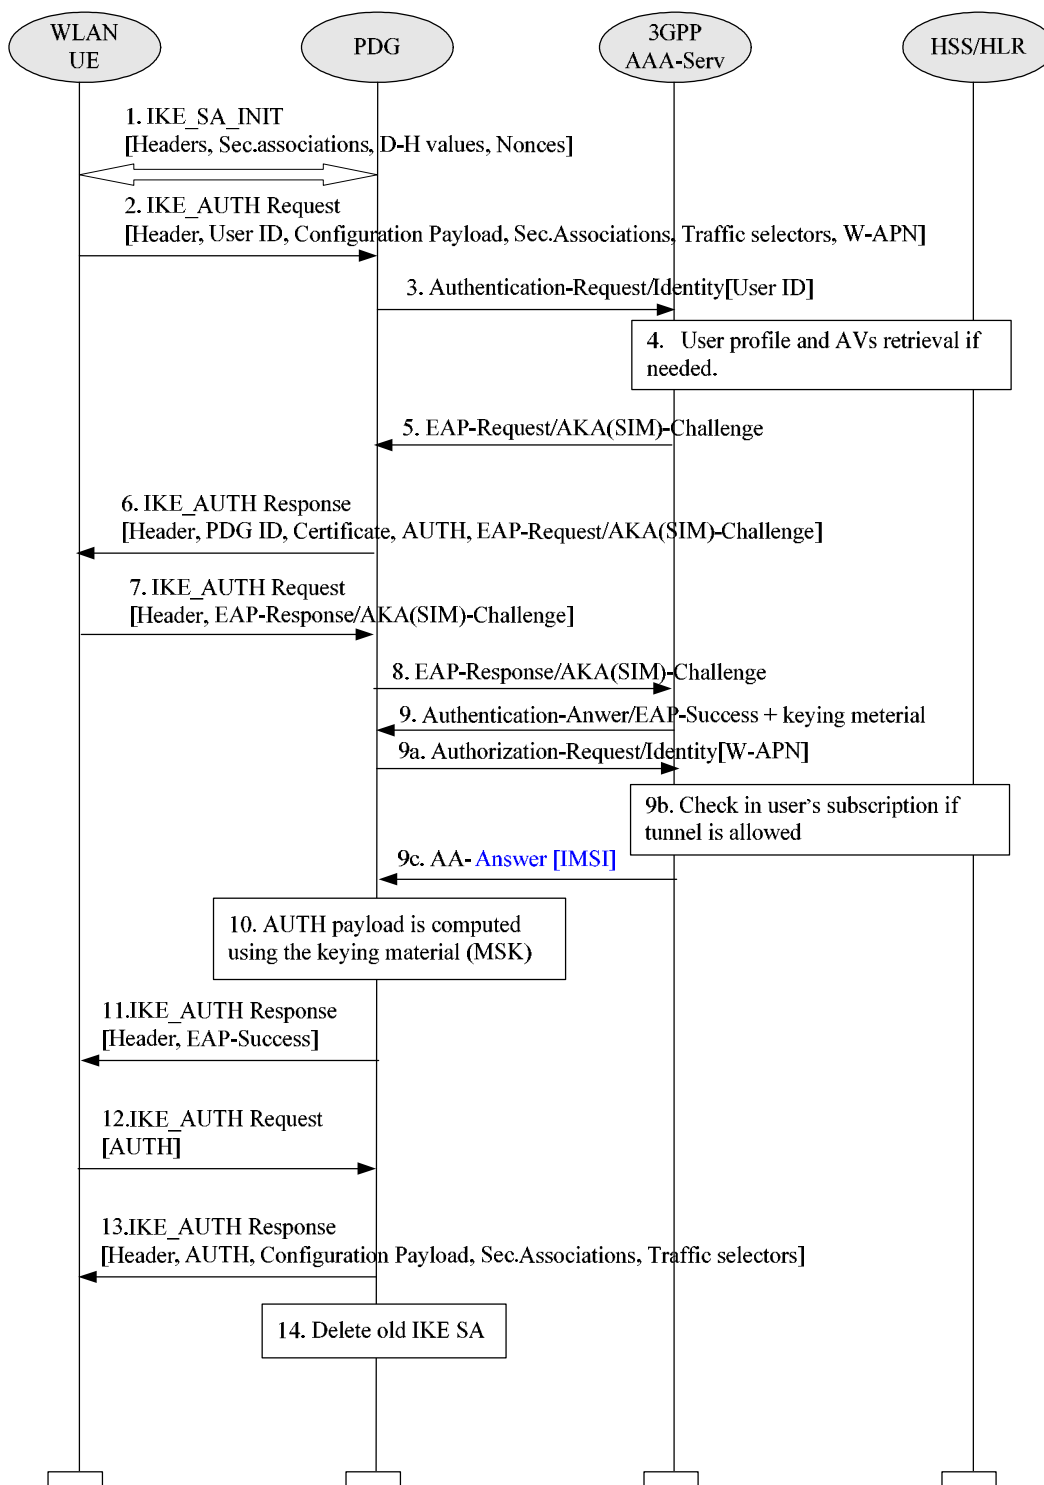 WLAN
UE
PDG
3GPP
AAA-Serv
HSS/HLR
1. IKE_SA_INIT
[Headers, Sec.associations, D-H values, Nonces]
2. IKE_AUTH Request
[Header, User ID, Configuration Payload, Sec.Associations, Traffic selectors, W-APN]
3. Authentication-Request/Identity[User ID]
4. User profile and AVs retrieval if
needed.
5. EAP-Request/AKA(SIM)-Challenge
6. IKE_AUTH Response
[Header, PDG ID, Certificate, AUTH, EAP-Request/AKA(SIM)-Challenge]
7. IKE_AUTH Request
[Header, EAP-Response/AKA(SIM)-Challenge]
8. EAP-Response/AKA(SIM)-Challenge
9. Authentication-Anwer/EAP-Success + keying meterial
9a. Authorization-Request/Identity[W-APN]
9b. Check in user's subscription if
tunnel is allowed
9c. AA- Answer [IMSI]
10. AUTH payload is computed
using the keying material (MSK)
11.IKE_AUTH Response
[Header, EAP-Success]
12.IKE_AUTH Request
[AUTH]
13.IKE_AUTH Response
[Header, AUTH, Configuration Payload, Sec.Associations, Traffic selectors]
14. Delete old IKE SA